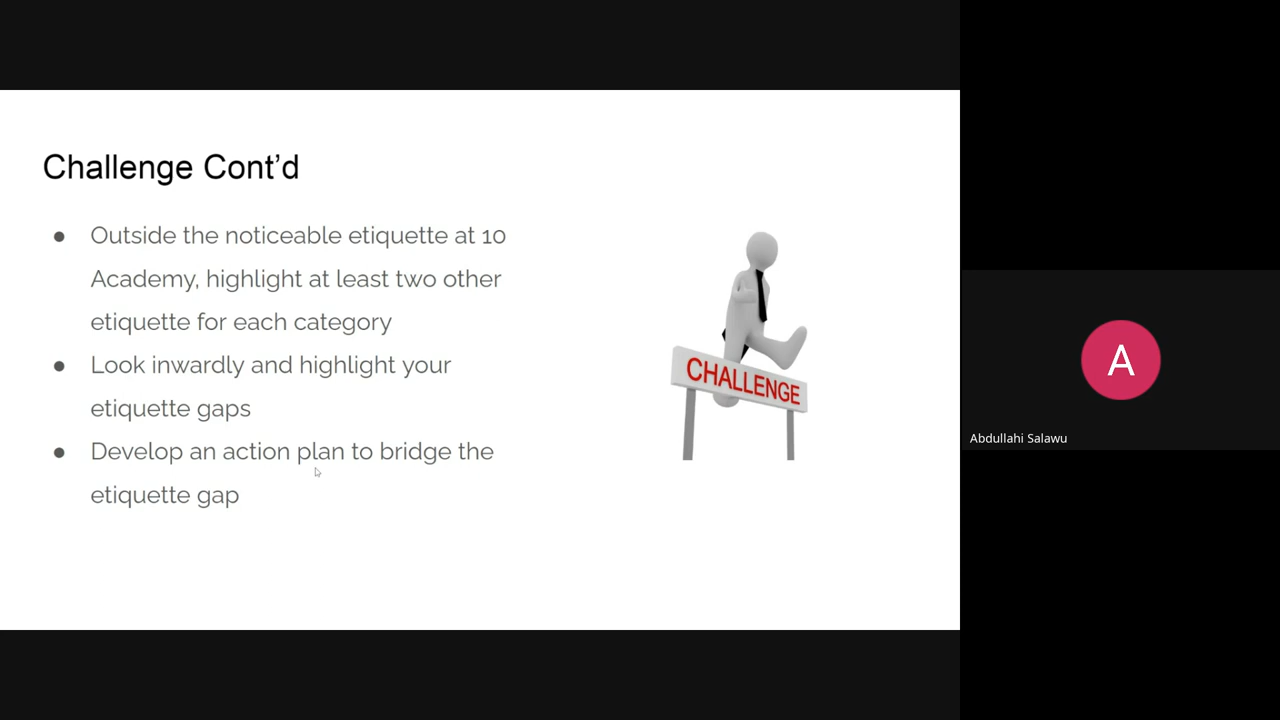 Challenge Cont’d
● Outside the noticeable etiquette at 10
Academy, highlight at least two other
etiquette for each category
● Look inwardly and highlight your
etiquette gaps
● Develop an action plan to bridge the
etiquette gap
CHALLENGE
A
Abdullahi Salawu